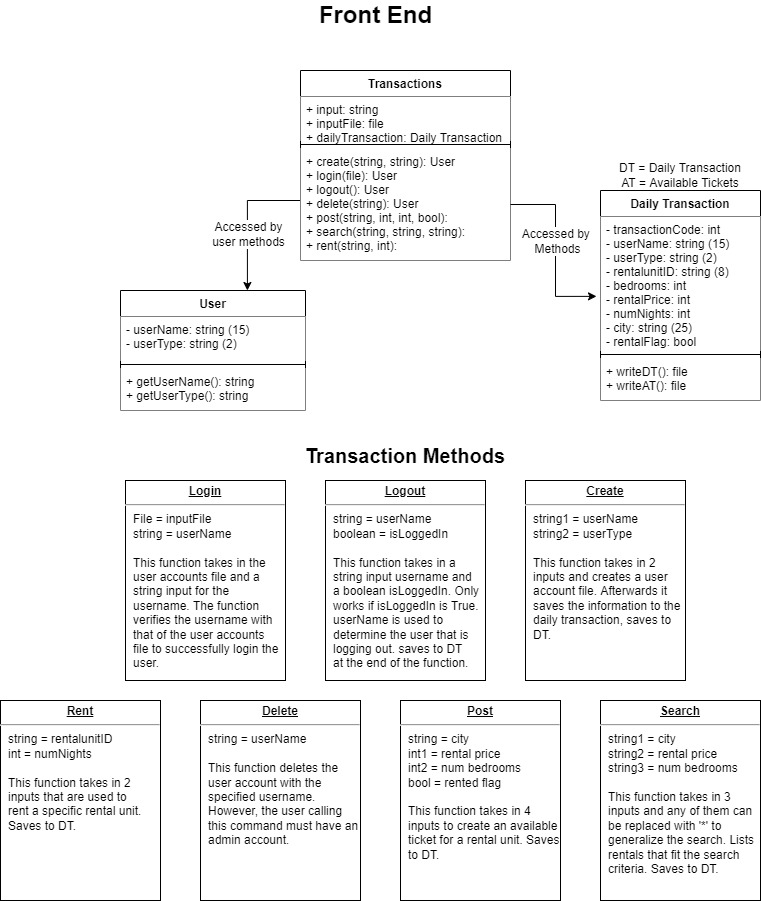 Front End
Transactions
+ input: string
+ inputFile: file
+ dailyTransaction: Daily Transaction
+ create(string, string): User
+ login(file): User
+ logout(): User
+ delete(string): User
+ post(string, int, int, bool):
+ search(string, string, string):
+ rent(string, int):
Accessed by
user methods
Accessed by
Methods
DT = Daily Transaction
AT = Available Tickets
Daily Transaction
- transactionCode: int
- userName: string (15)
- userType: string (2)
- rentalunitID: string (8)
- bedrooms: int
- rentalPrice: int
- numNights: int
- city: string (25)
- rentalFlag: bool
+ writeDT(): file
+ writeAT(): file
User
- userName: string (15)
- userType: string (2)
+ getUserName(): string
+ getUserType(): string
Transaction Methods
Login
File = inputFile
string = userName
This function takes in the
user accounts file and a
string input for the
username. The function
verifies the username with
that of the user accounts
file to successfully login the
user.
Logout
string = userName
boolean = isLoggedIn
This function takes in a
string input username and
a boolean isLoggedIn. Only
works if isLoggedIn is True.
userName is used to
determine the user that is
logging out. saves to DT
at the end of the function.
Create
string1 = userName
string2 = userType
This function takes in 2
inputs and creates a user
account file. Afterwards it
saves the information to the
daily transaction, saves to
DT.
Rent
string = rentalunitID
int = numNights
This function takes in 2
inputs that are used to
rent a specific rental unit.
Saves to DT.
Delete
string = userName
This function deletes the
user account with the
specified username.
However, the user calling
this command must have an
admin account.
Post
string = city
int1 = rental price
int2 = num bedrooms
bool = rented flag
This function takes in 4
inputs to create an available
ticket for a rental unit. Saves
to DT.
Search
string1 = city
string2 = rental price
string3 = num bedrooms
This function takes in 3
inputs and any of them can
be replaced with '*' to
generalize the search. Lists
rentals that fit the search
criteria. Saves to DT.